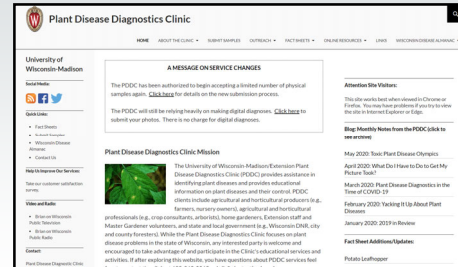 Plant Disease Diagnostics Clinic
HOME ABOUT THE CLINIC SUBMIT SAMPLES OUTREACH FACT SHEETS ONLINE RESOURCES LINKS WISCONSIN DISEASE ALMANAC
University of
Wisconsin-Madison
Social Media:
Quick Links:
Fact Sheets
Submit Samples
Wisconsin Disease
Almanac
Contact Us
Help Us Improve Our Services:
Take our customer satisfaction
survey.
Video and Radio:
Brian on Wisconsin
Public Television
Brian on Wisconsin
Public Radio
Contact:
Plant Disease Diagnostic Clinic
A MESSAGE ON SERVICE CHANGES
The PDDC has been authorized to begin accepting a limited number of physical
samples again. Click here for details on the new submission process.
The PDDC will still be relying heavily on making digital diagnoses. Click here to
submit your photos. There is no charge for digital diagnoses.
Plant Disease Diagnostics Clinic Mission
The University of Wisconsin-Madison/Extension Plant
Disease Diagnostics Clinic (PDDC) provides assistance in
identifying plant diseases and provides educational
information on plant diseases and their control. PDDC
clients include agricultural and horticultural producers (e.g.,
farmers, nursery owners), agricultural and horticultural
professionals (e.g., crop consultants, arborists), home gardeners, Extension staff and
Master Gardener volunteers, and state and local government (e.g., Wisconsin DNR, city
and county foresters). While the Plant Disease Diagnostics Clinic focuses on plant
disease problems in the state of Wisconsin, any interested party is welcome and
encouraged to take advantage of and participate in the Clinic's educational services and
activities. If after exploring this website, you have questions about PDDC services feel
Attention Site Visitors:
This site works best when viewed in Chrome or
Firefox. You may have problems if you try to view
the site in Internet Explorer or Edge.
Blog: Monthly Notes from the PDDC (click to
see archive)
May 2020: Toxic Plant Disease Olympics
April 2020: What Do I Have to Do to Get My
Picture Took?
March 2020: Plant Disease Diagnostics in the
Time of COVID-19
February 2020: Yacking It Up About Plant
Diseases
January 2020: 2019 in Review
Fact Sheet Additions/Updates:
Potato Leafhopper